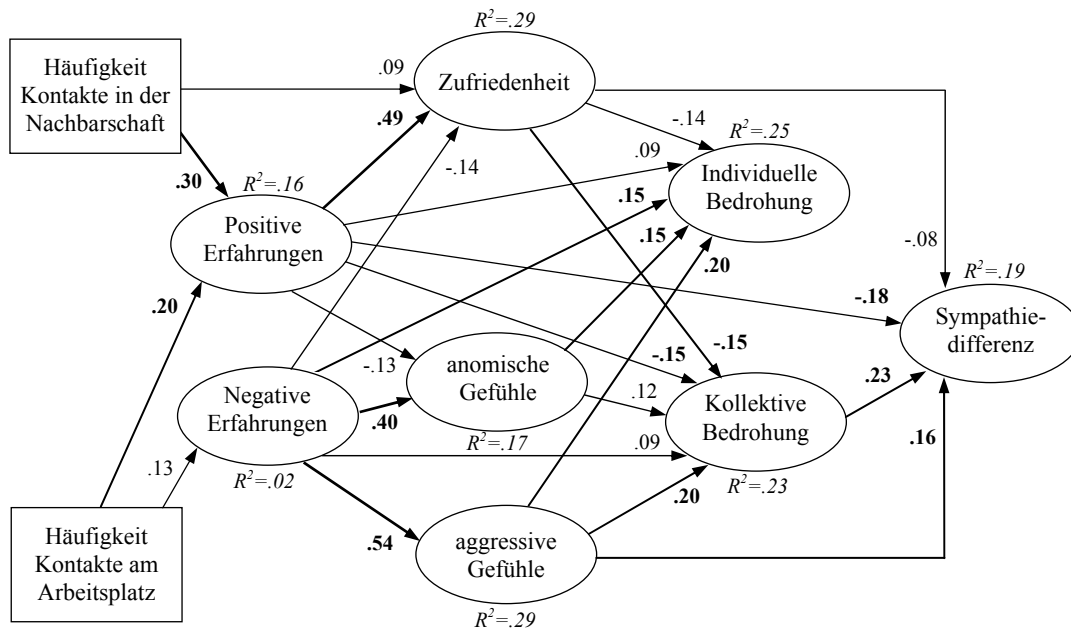 R²=.29
Häufigkeit
Kontakte in der
Nachbarschaft
.09
Zufriedenheit
.49
-.14
-.14
R²=.25
.09
Individuelle
Bedrohung
.30
R²=.16
Positive
Erfahrungen
.15
.15
.20
-.08
R²=.19
-.18
Sympathie-
differenz
.20
-.13
anomische
Gefühle
-.15
-.15
Negative
Erfahrungen
.40
.12
Kollektive
Bedrohung
.23
R²=.17
.09
.16
.13
R²=.02
.20
R²=.23
Häufigkeit
Kontakte am
Arbeitsplatz
.54
aggressive
Gefühle
R²=.29